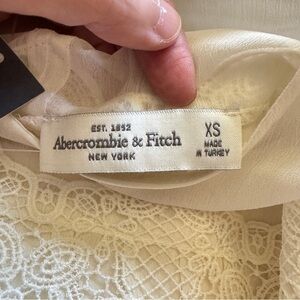 EST. 1892
Abercrombie & Fitch
NEW YORK
XS
MADE
IN TURKEY